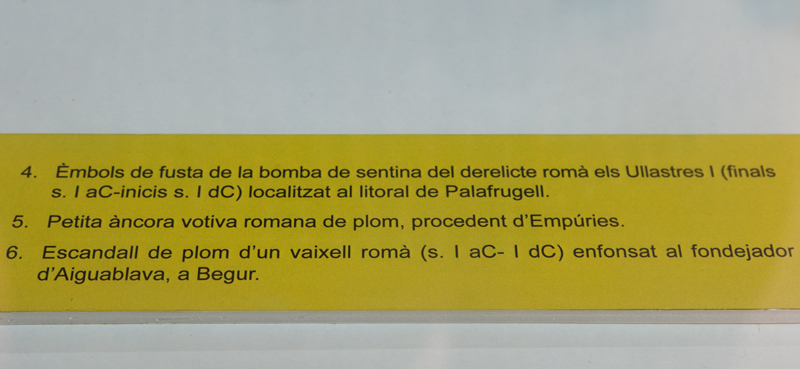 4. Èmbols de fusta de la bomba de sentina del derelicte romà els Ullastres I (finals
s. I aC-inicis s. I dC) localitzat al litoral de Palafrugell.
5. Petita àncora votiva romana de plom, procedent d'Empúries.
6. Escandall de plom d'un vaixell romà (s. I aC- I dC) enfonsat al fondejador
d'Aiguablava, a Begur.